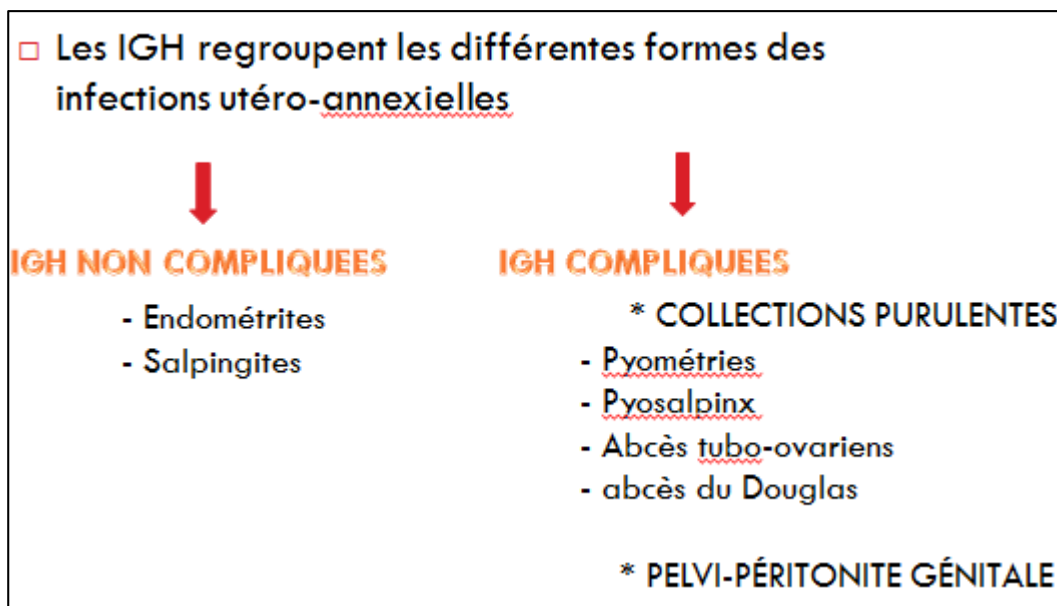 Les IGH regroupent les différentes formes des
infections utéro-annexielles
IGH NON COMPLIQUEES
- Endométrites
- Salpingites
IGH COMPLIQUEES
* COLLECTIONS PURULENTES
- Pyométries
- Pyosalpinx
- Abcès tubo-ovariens
- abcès du Douglas
* PELVI-PÉRITONITE GÉNITALE